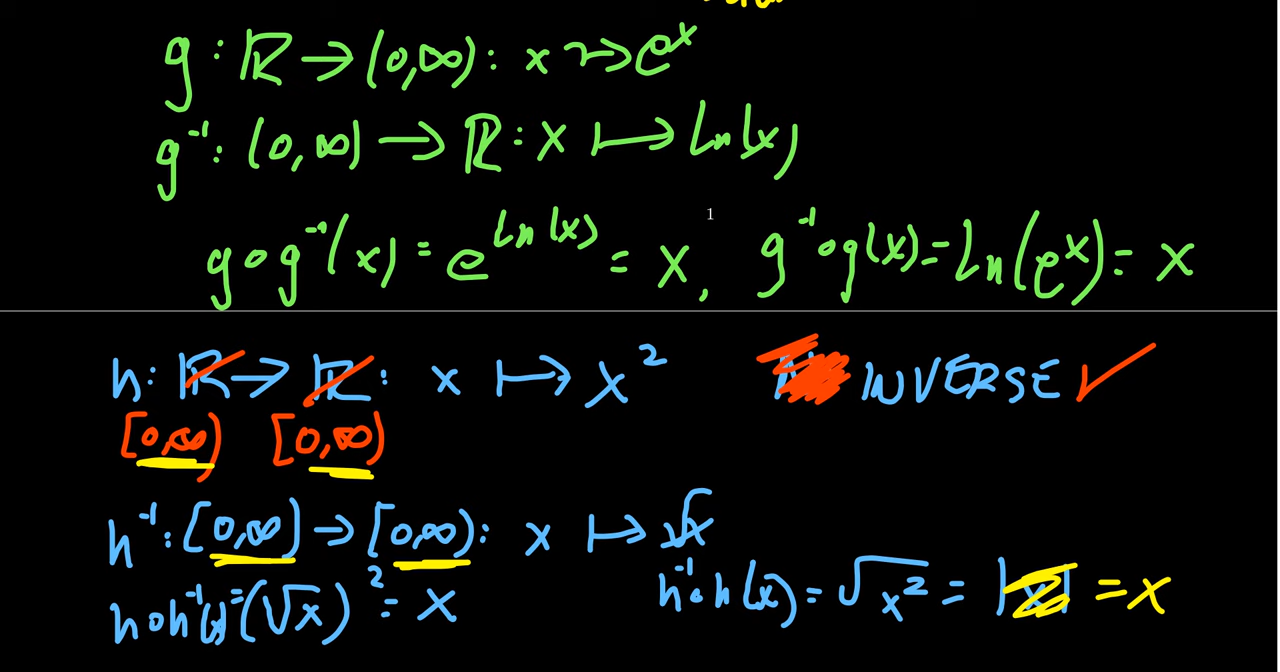 g : ℝ → (0,∞) : x ↦ e^x
g⁻¹ : (0,∞) → ℝ : x ↦ ln(x)
g∘g⁻¹(x) = e^ln(x) = x, g⁻¹∘g(x) = ln(e^x) = x
1
h : ℝ → ℝ : x ↦ x² INVERSE ✓
[0,∞) [0,∞)
h⁻¹ : [0,∞) → [0,∞) : x ↦ √x
h∘h⁻¹(x) = (√x)² = x
h⁻¹∘h(x) = √x² = |x| = x